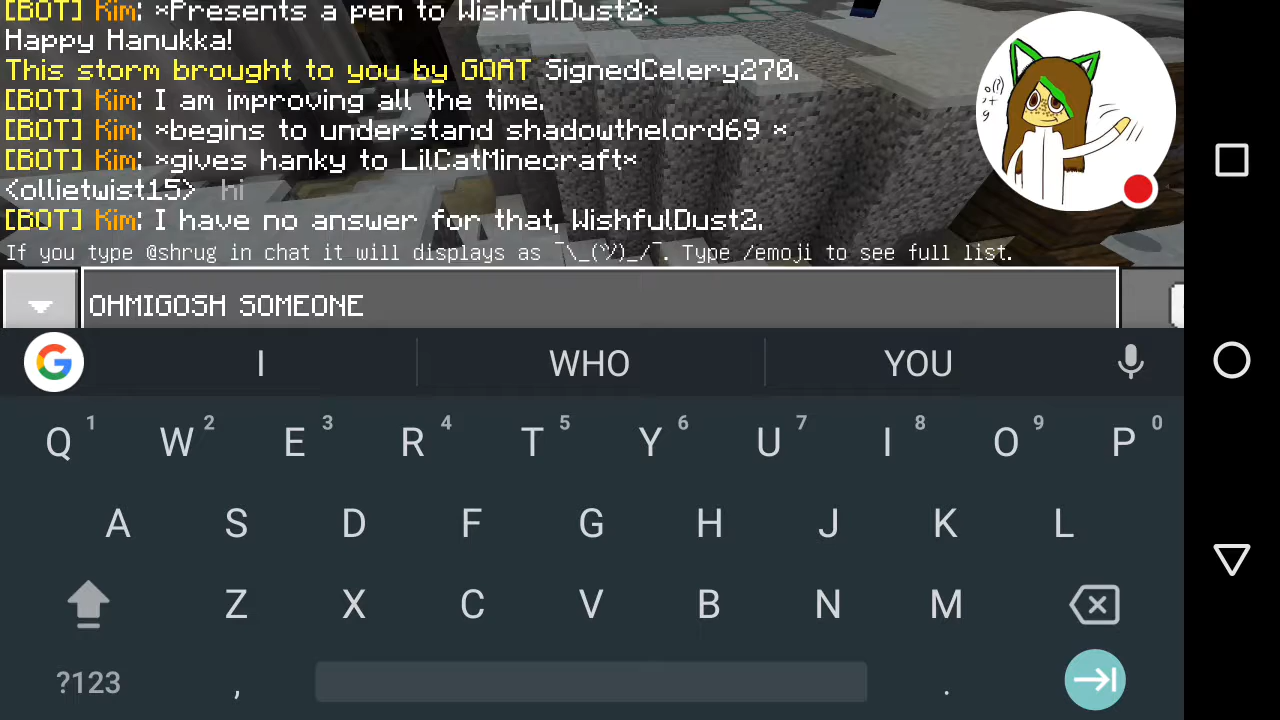 [BOT] Kim: *Presents a pen to WishfulDust2*
Happy Hanukka!
This storm brought to you by GOAT SignedCelery270.
[BOT] Kim: I am improving all the time.
[BOT] Kim: *begins to understand shadowthelord69 *
[BOT] Kim: *gives hanky to LilCatMinecraft*
<ollietwist15> hi
[BOT] Kim: I have no answer for that, WishfulDust2.
If you type @shrug in chat it will displays as ¯\_(ツ)_/¯. Type /emoji to see full list.
OHMIGOSH SOMEONE
I WHO YOU
Q 1 W 2 E 3 R 4 T 5 Y 6 U 7 I 8 O 9 P 0
A S D F G H J K L
Z X C V B N M
?123 , .